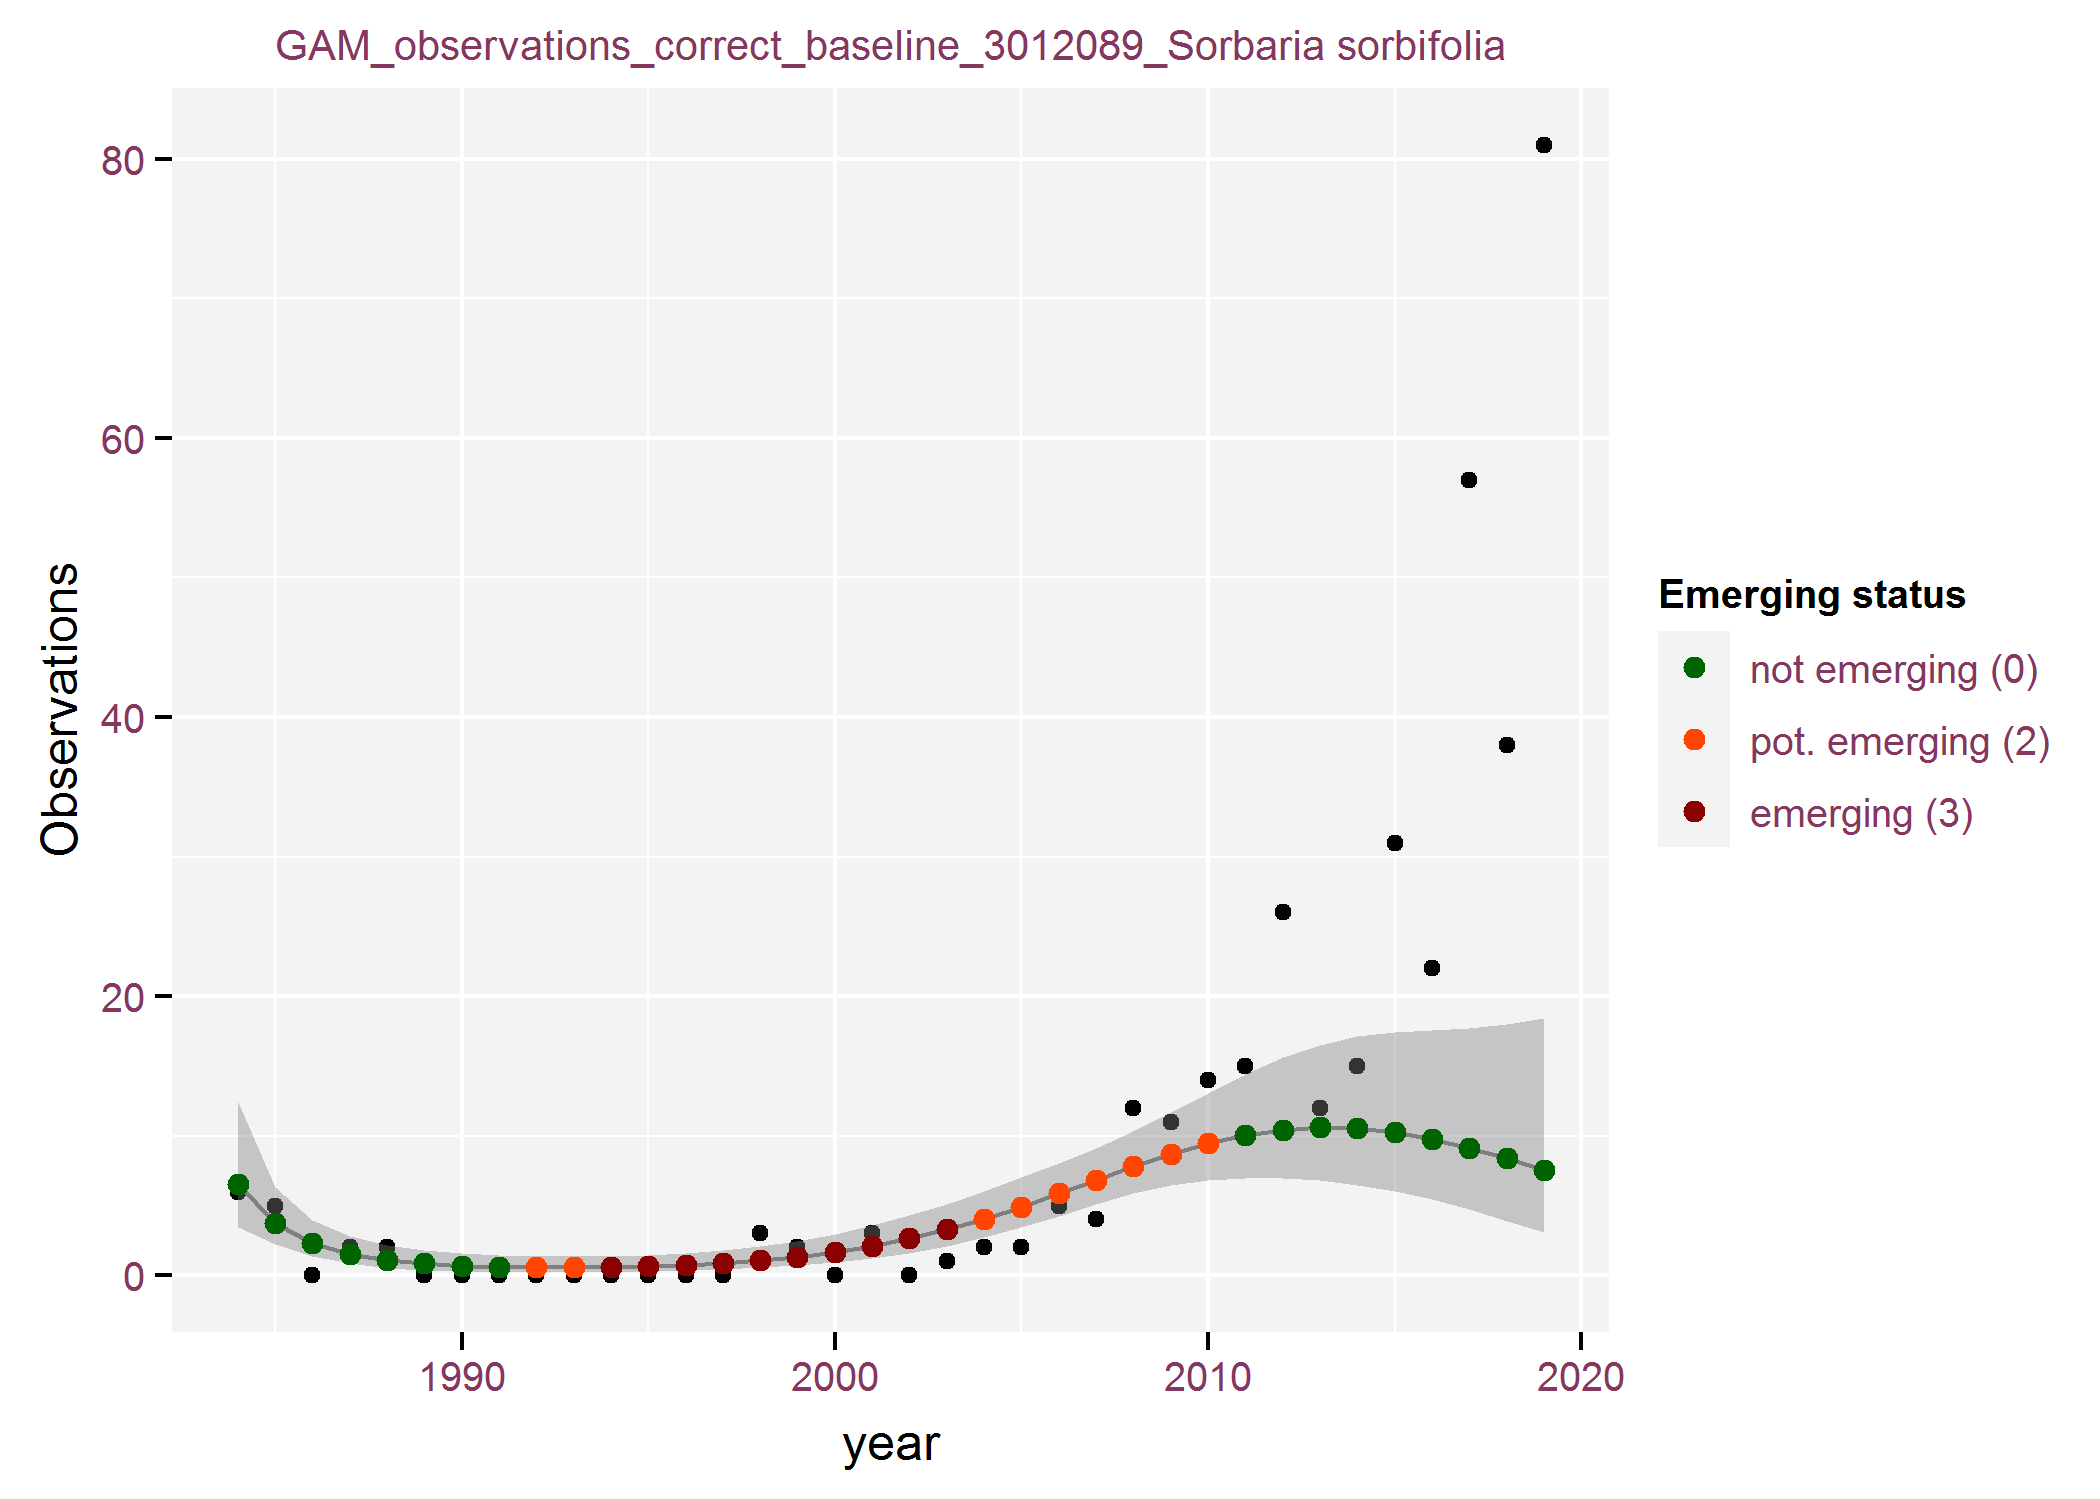 GAM_observations_correct_baseline_3012089_Sorbaria sorbifolia
80
60
40
20
0
Observations
1990 2000 2010 2020
year
Emerging status
not emerging (0)
pot. emerging (2)
emerging (3)